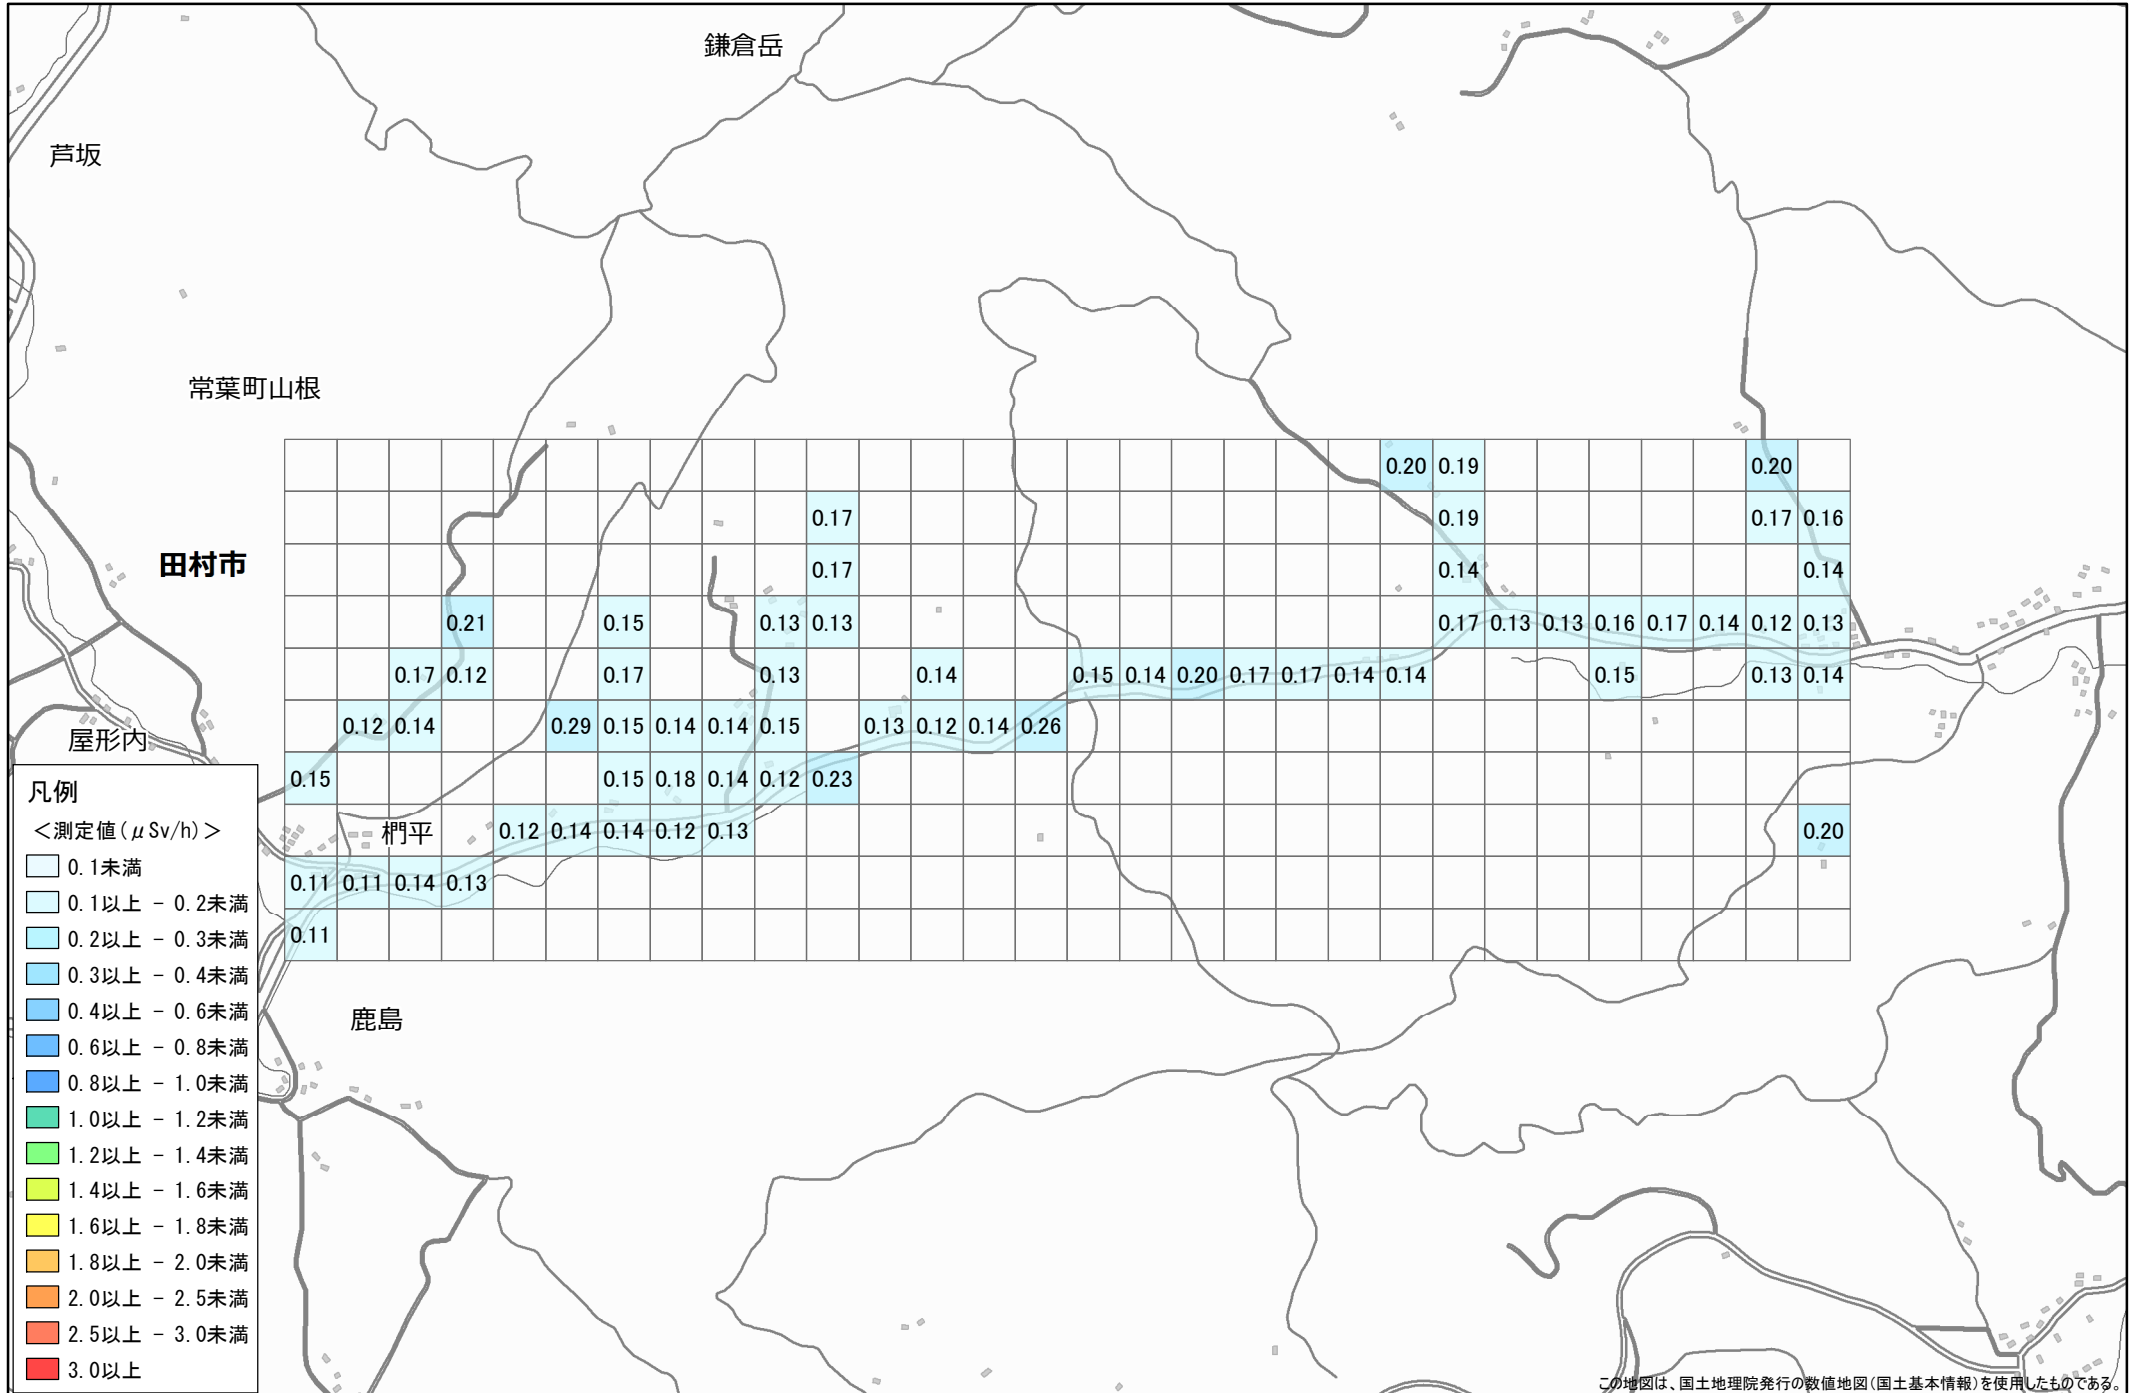 鎌倉岳
芦坂
常葉町山根
0.20 0.19 0.20
0.17 0.19 0.17 0.16
田村市
0.17 0.14 0.14
0.21 0.15 0.13 0.13 0.17 0.13 0.13 0.16 0.17 0.14 0.12 0.13
0.17 0.12 0.17 0.13 0.14 0.15 0.14 0.20 0.17 0.17 0.14 0.14 0.15 0.13 0.14
0.12 0.14 0.29 0.15 0.14 0.14 0.15 0.13 0.12 0.14 0.26
屋形内
0.15 0.15 0.18 0.14 0.12 0.23
椚平
0.12 0.14 0.14 0.12 0.13 0.20
0.11 0.11 0.14 0.13
0.11
鹿島
凡例
＜測定値(μSv/h)＞
0.1未満
0.1以上 - 0.2未満
0.2以上 - 0.3未満
0.3以上 - 0.4未満
0.4以上 - 0.6未満
0.6以上 - 0.8未満
0.8以上 - 1.0未満
1.0以上 - 1.2未満
1.2以上 - 1.4未満
1.4以上 - 1.6未満
1.6以上 - 1.8未満
1.8以上 - 2.0未満
2.0以上 - 2.5未満
2.5以上 - 3.0未満
3.0以上
この地図は、国土地理院発行の数値地図(国土基本情報)を使用したものである。